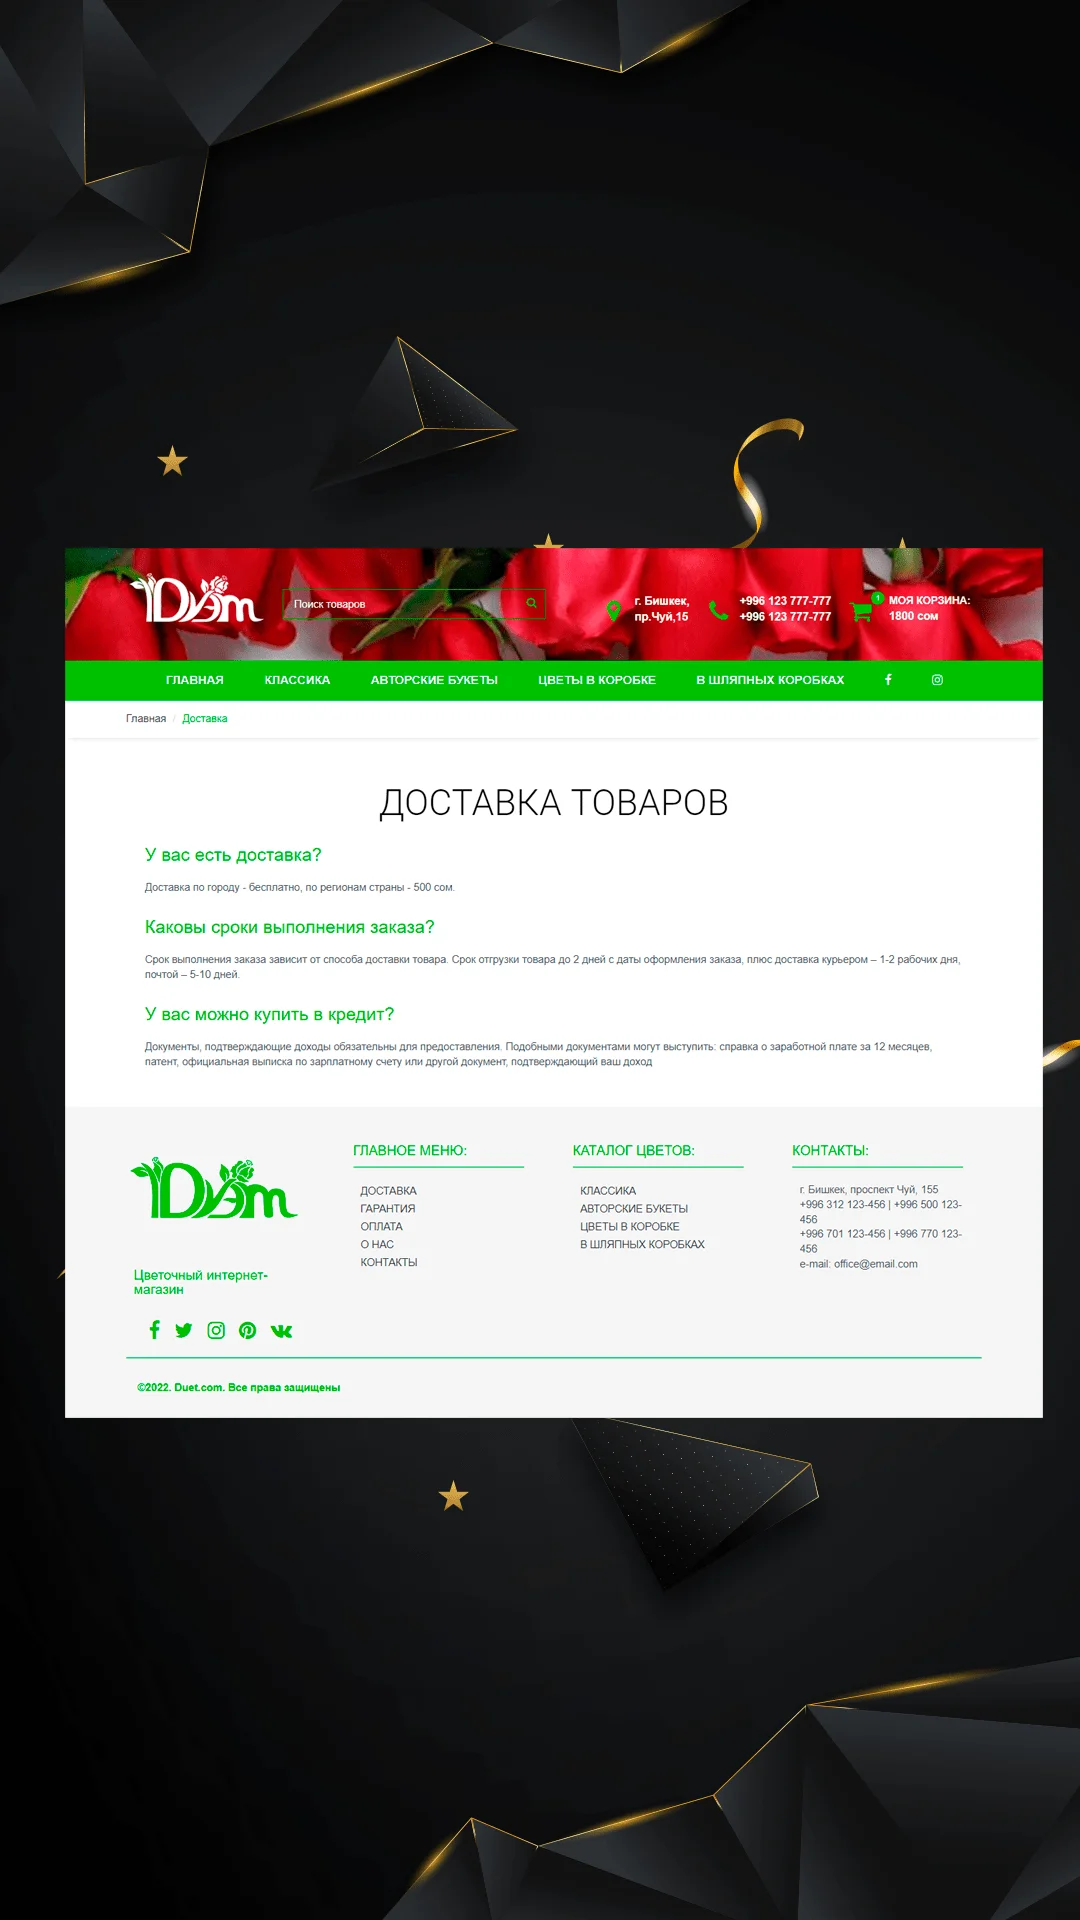 Дуэт
Поиск товаров
г. Бишкек,
пр.Чуй,15
+996 123 777-777
+996 123 777-777
1
МОЯ КОРЗИНА:
1800 сом
ГЛАВНАЯ КЛАССИКА АВТОРСКИЕ БУКЕТЫ ЦВЕТЫ В КОРОБКЕ В ШЛЯПНЫХ КОРОБКАХ
Главная / Доставка
ДОСТАВКА ТОВАРОВ
У вас есть доставка?
Доставка по городу - бесплатно, по регионам страны - 500 сом.
Каковы сроки выполнения заказа?
Срок выполнения заказа зависит от способа доставки товара. Срок отгрузки товара до 2 дней с даты оформления заказа, плюс доставка курьером – 1-2 рабочих дня,
почтой – 5-10 дней.
У вас можно купить в кредит?
Документы, подтверждающие доходы обязательны для предоставления. Подобными документами могут выступить: справка о заработной плате за 12 месяцев,
патент, официальная выписка по зарплатному счету или другой документ, подтверждающий ваш доход
Дуэт
Цветочный интернет-
магазин
ГЛАВНОЕ МЕНЮ:
ДОСТАВКА
ГАРАНТИЯ
ОПЛАТА
О НАС
КОНТАКТЫ
КАТАЛОГ ЦВЕТОВ:
КЛАССИКА
АВТОРСКИЕ БУКЕТЫ
ЦВЕТЫ В КОРОБКЕ
В ШЛЯПНЫХ КОРОБКАХ
КОНТАКТЫ:
г. Бишкек, проспект Чуй, 155
+996 312 123-456 | +996 500 123-
456
+996 701 123-456 | +996 770 123-
456
e-mail: office@email.com
©2022. Duet.com. Все права защищены